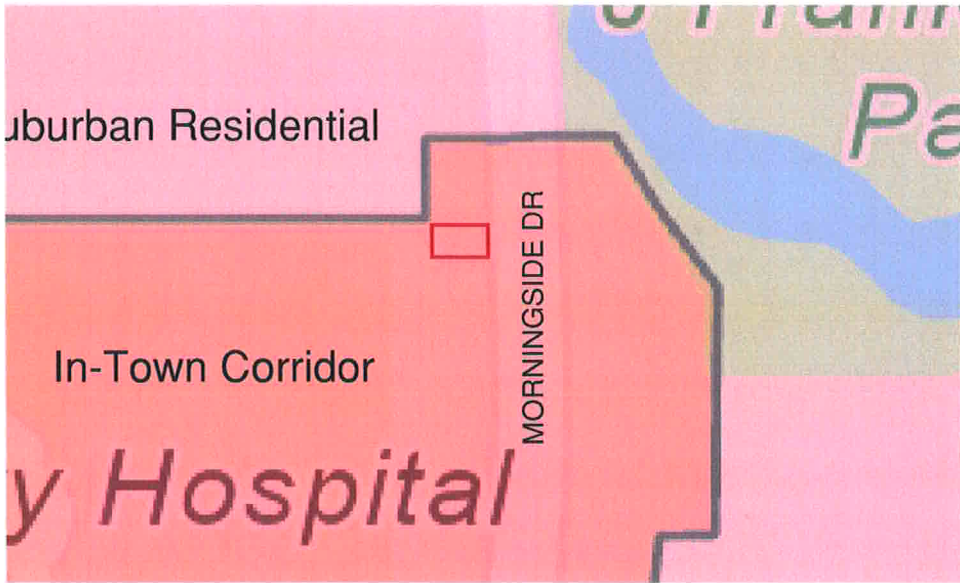 uburban Residential
Pa
MORNINGSIDE DR
In-Town Corridor
y Hospital